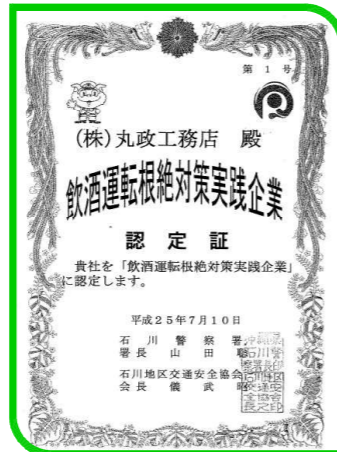 第 1 号
(株)丸政工務店 殿
飲酒運転根絶対策実践企業
認定証
貴社を「飲酒運転根絶対策実践企業」
に認定します。
平成25年7月10日
石川警察署
署長 山田 聡
石川地区交通安全協会
会長 儀武